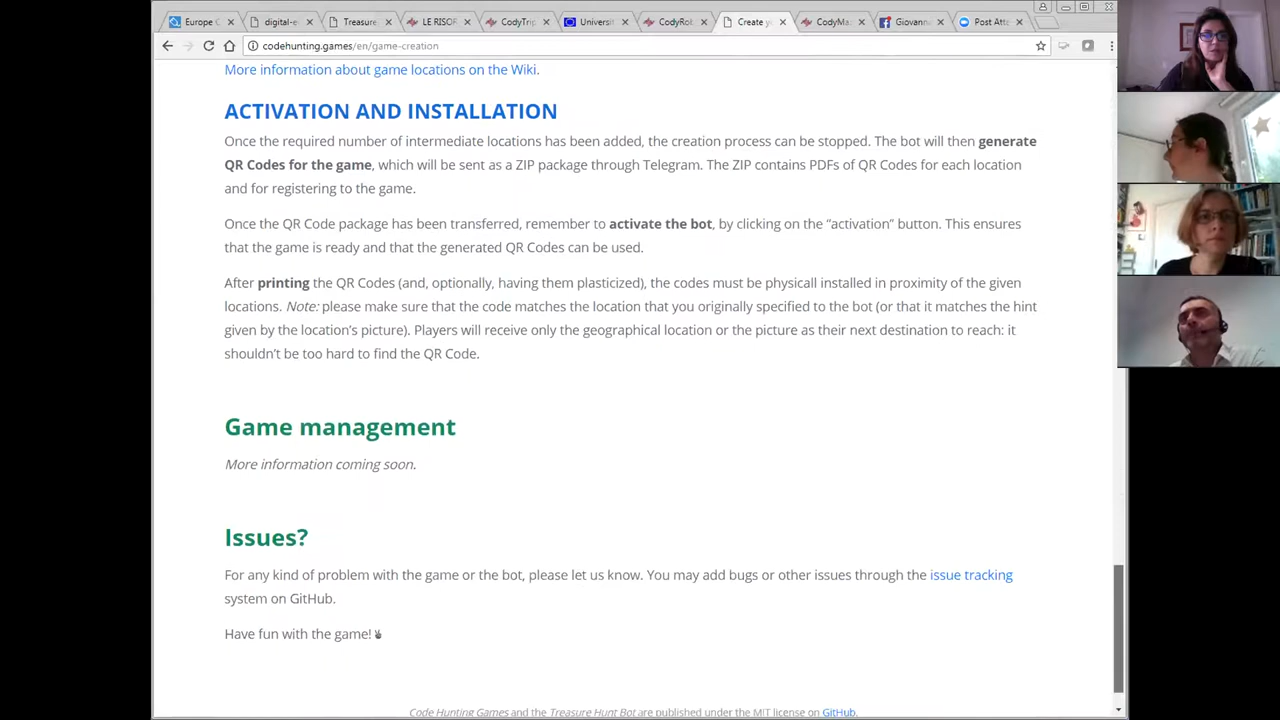 Europe C
digital-e
Treasure
LE RISOR
CodyTrip
Universit
CodyRo
Create y
CodyMa
Giovann
Post Atte
codehunting.games/en/game-creation
More information about game locations on the Wiki.
ACTIVATION AND INSTALLATION
Once the required number of intermediate locations has been added, the creation process can be stopped. The bot will then generate
QR Codes for the game, which will be sent as a ZIP package through Telegram. The ZIP contains PDFs of QR Codes for each location
and for registering to the game.
Once the QR Code package has been transferred, remember to activate the bot, by clicking on the “activation” button. This ensures
that the game is ready and that the generated QR Codes can be used.
After printing the QR Codes (and, optionally, having them plasticized), the codes must be physicall installed in proximity of the given
locations. Note: please make sure that the code matches the location that you originally specified to the bot (or that it matches the hint
given by the location’s picture). Players will receive only the geographical location or the picture as their next destination to reach: it
shouldn’t be too hard to find the QR Code.
Game management
More information coming soon.
Issues?
For any kind of problem with the game or the bot, please let us know. You may add bugs or other issues through the issue tracking
system on GitHub.
Have fun with the game!
Code Hunting Games and the Treasure Hunt Bot are published under the MIT license on GitHub.